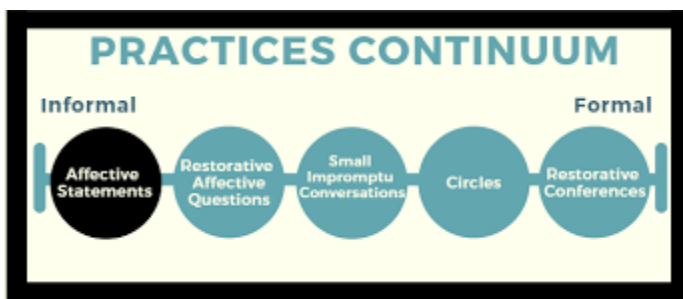 PRACTICES CONTINUUM
Informal
Formal
Affective
Statements
Restorative
Affective
Questions
Small
Impromptu
Conversations
Circles
Restorative
Conferences